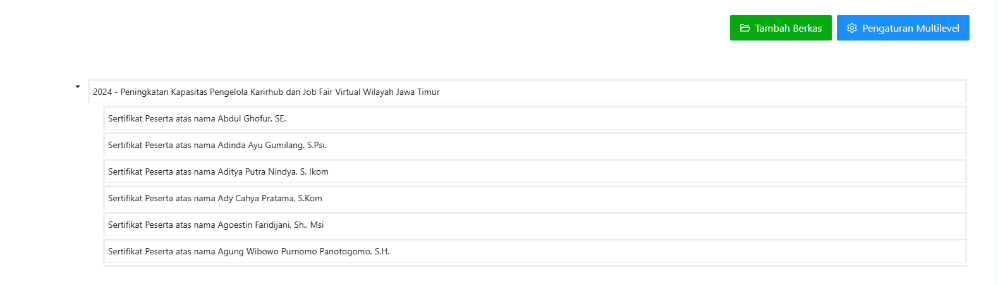 Tambah Berkas
Pengaturan Multilevel
2024 - Peningkatan Kapasitas Pengelola Karirhub dan Job Fair Virtual Wilayah Jawa Timur
Sertifikat Peserta atas nama Abdul Ghofur, SE.
Sertifikat Peserta atas nama Adinda Ayu Gumilang, S.Psi.
Sertifikat Peserta atas nama Aditya Putra Nindya, S. Ikom
Sertifikat Peserta atas nama Ady Cahya Pratama, S.Kom
Sertifikat Peserta atas nama Agoestin Faridijani, Sh., Msi
Sertifikat Peserta atas nama Agung Wibowo Purnomo Panotogomo, S.H.